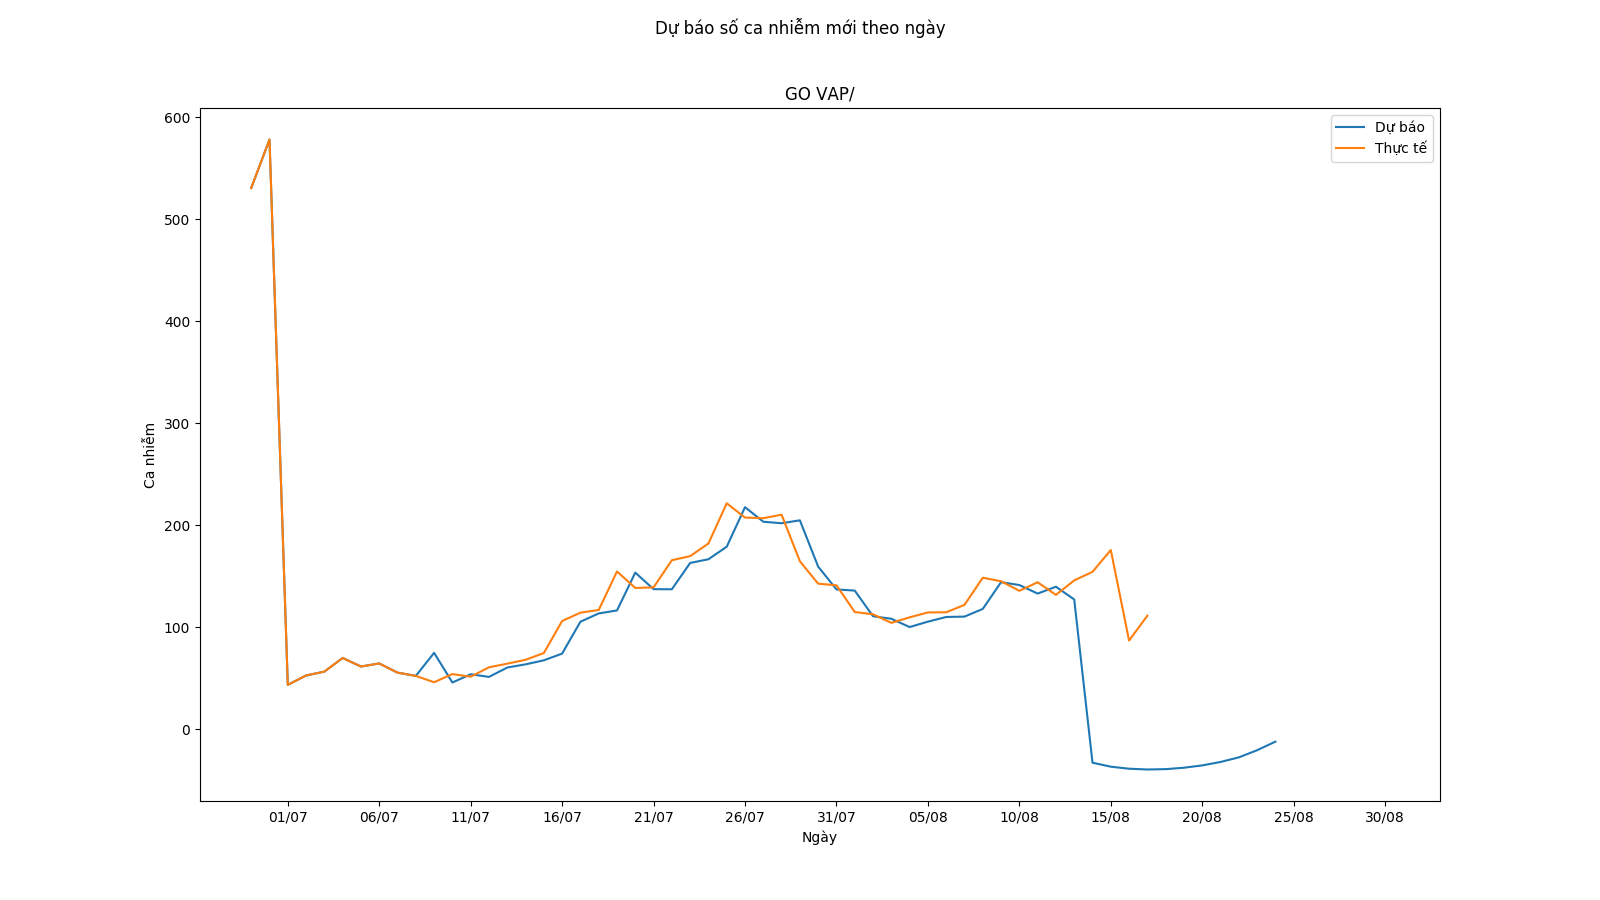 Dự báo số ca nhiễm mới theo ngày
GO VAP/
Dự báo
Thực tế
600
500
400
300
200
100
0
Ca nhiễm
01/07 06/07 11/07 16/07 21/07 26/07 31/07 05/08 10/08 15/08 20/08 25/08 30/08
Ngày